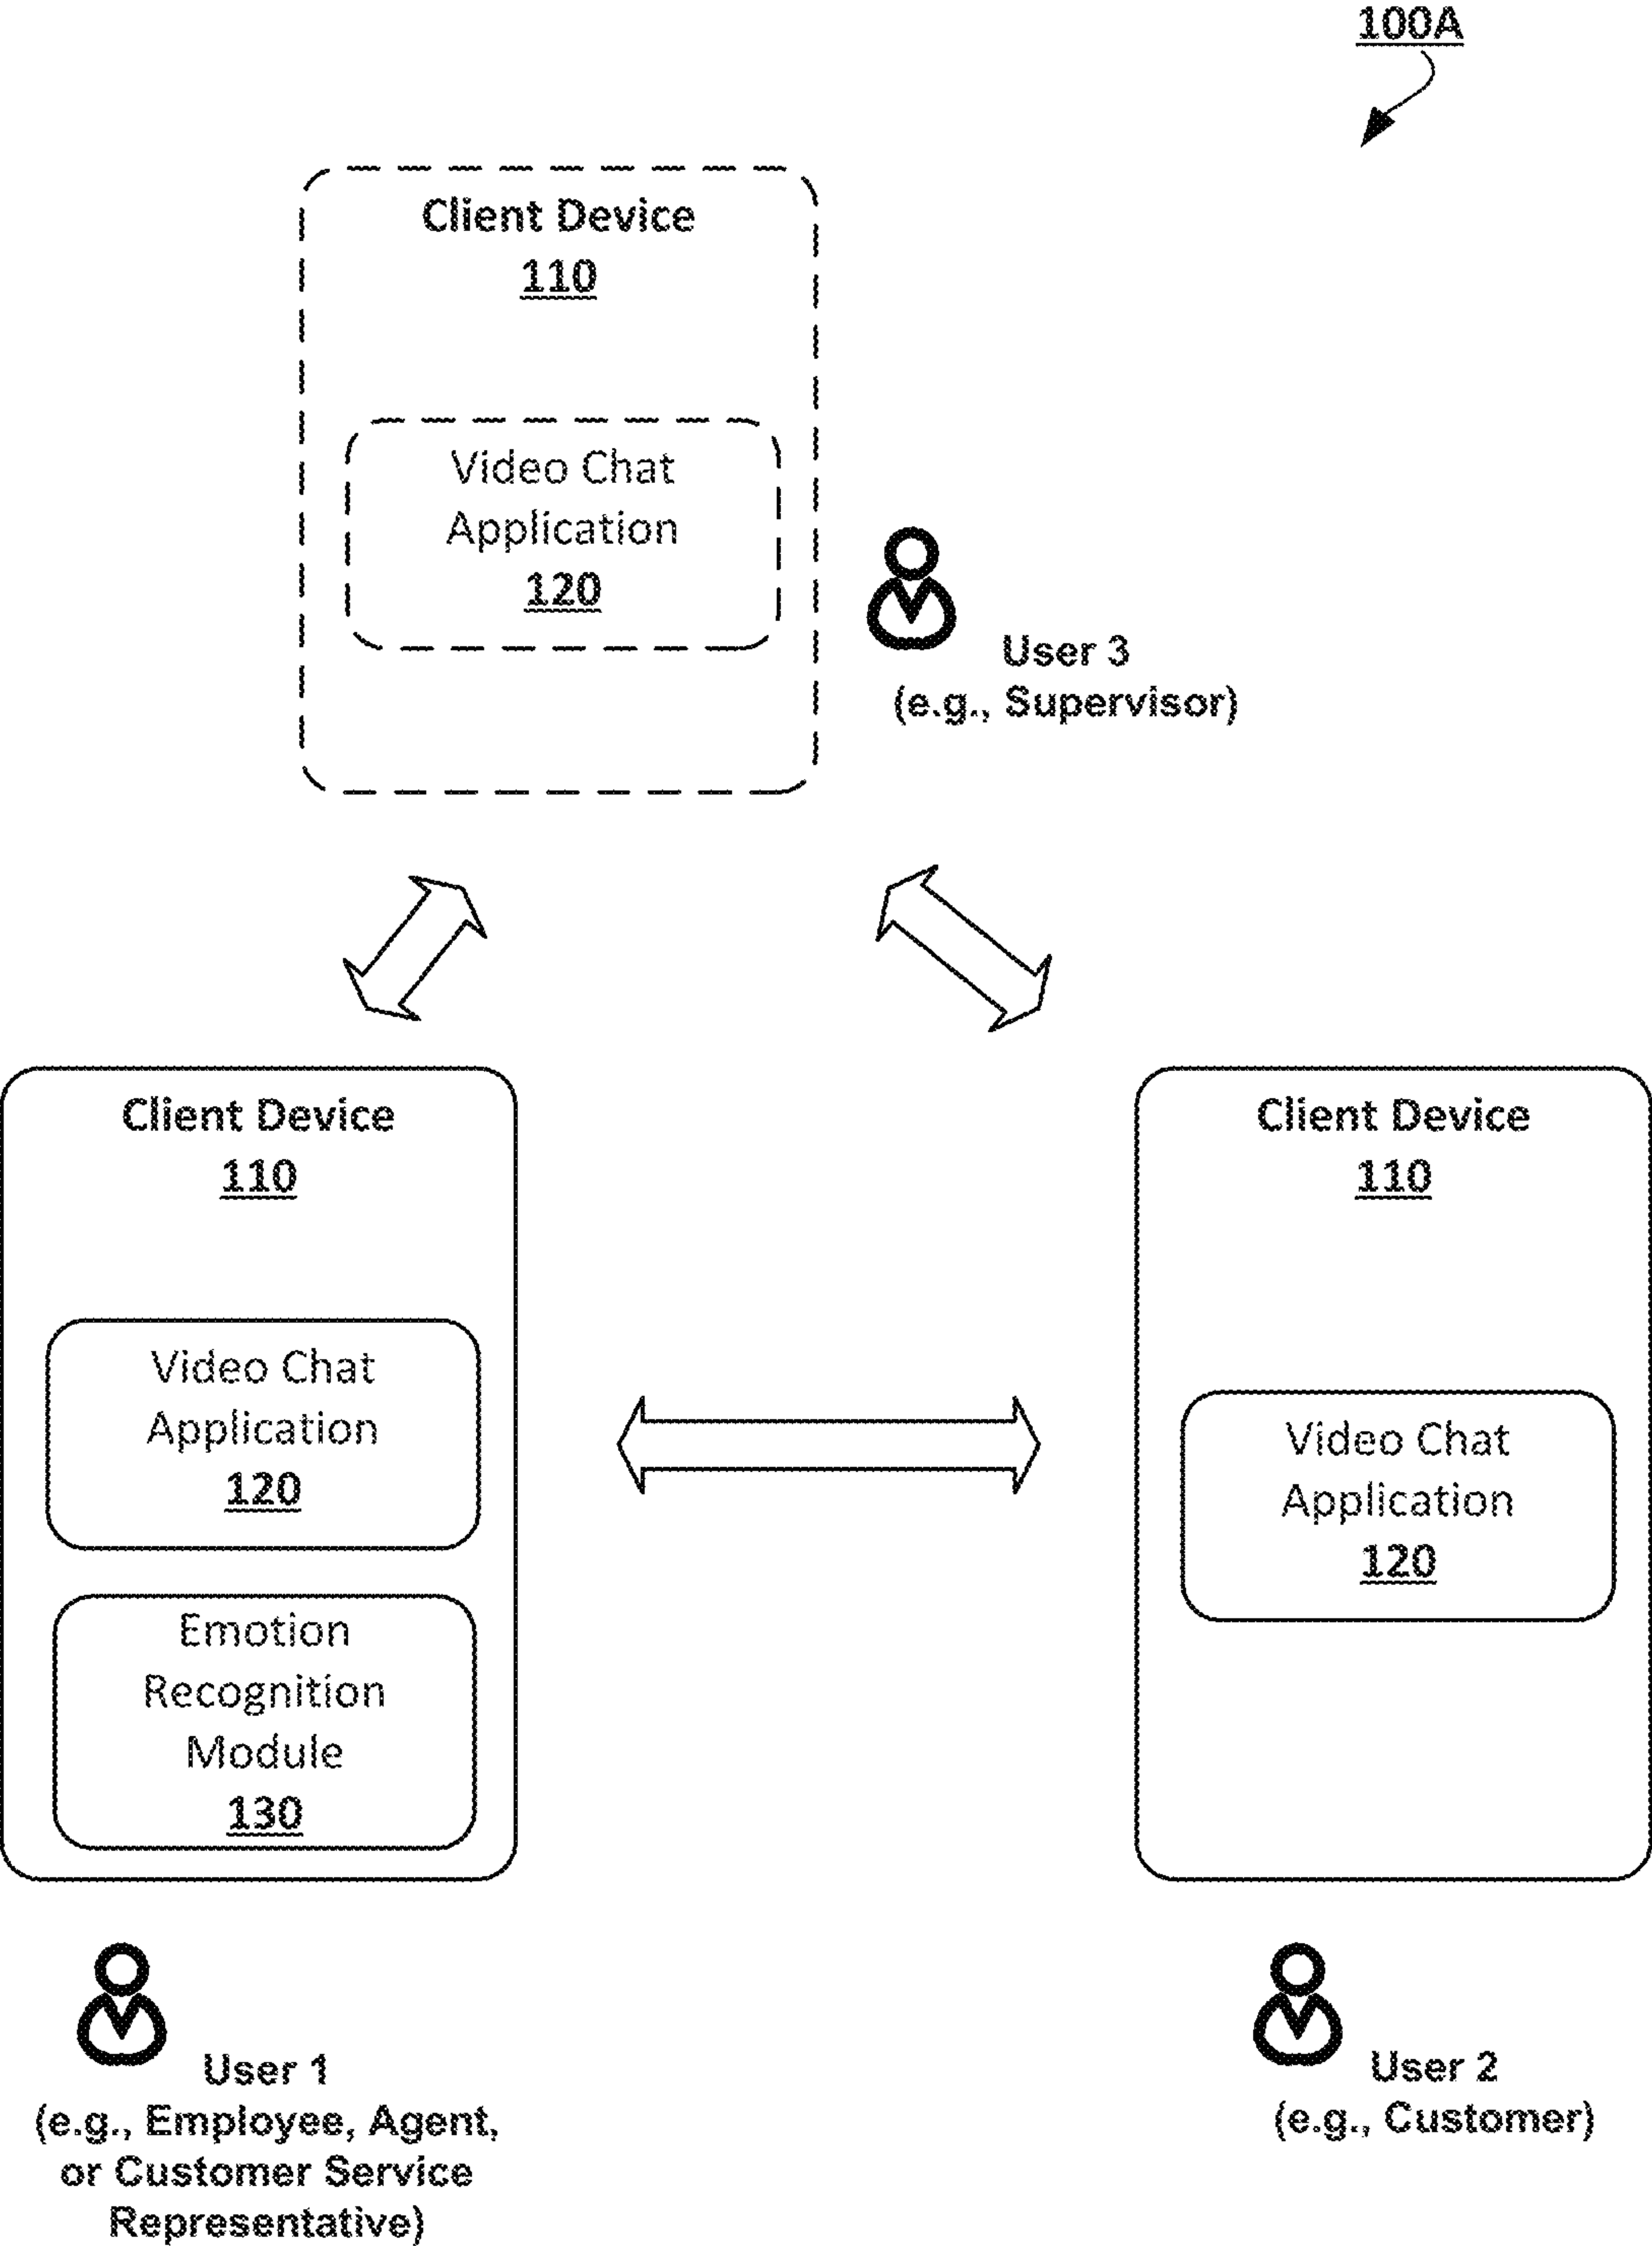 100A
Client Device
110
Video Chat
Application
120
User 3
(e.g., Supervisor)
Client Device
110
Video Chat
Application
120
Emotion
Recognition
Module
130
Client Device
110
Video Chat
Application
120
User 1
(e.g., Employee, Agent,
or Customer Service
Representative)
User 2
(e.g., Customer)